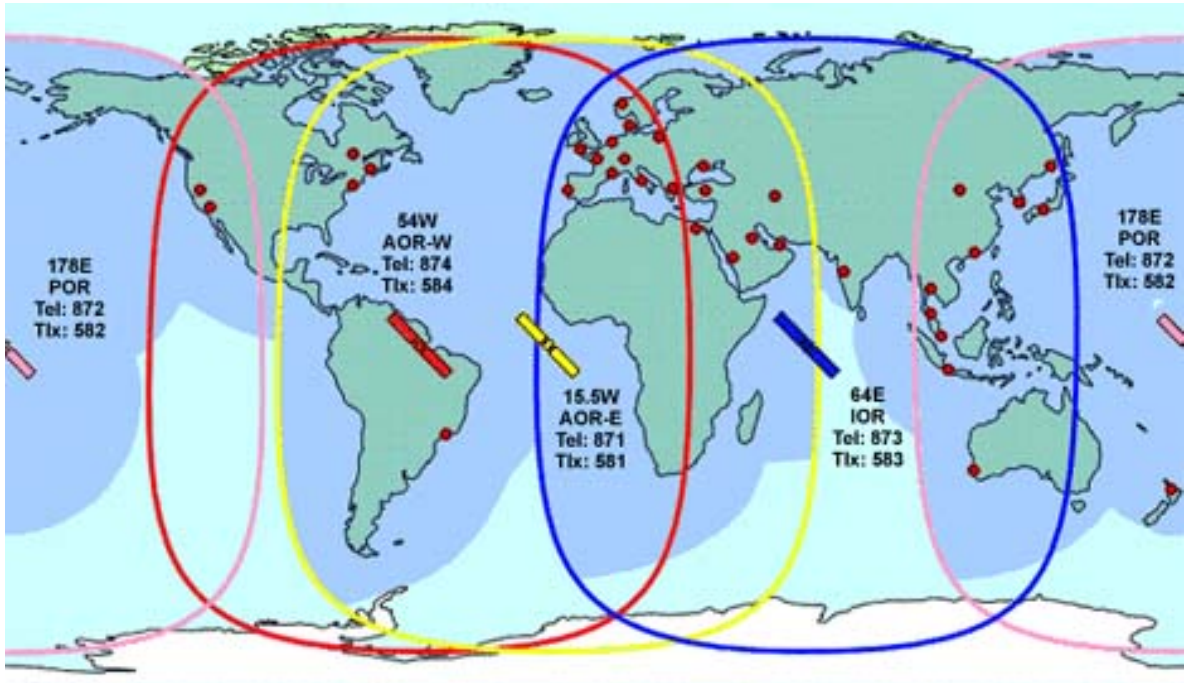 54W
AOR-W
Tel: 874
Tlx: 584
178E
POR
Tel: 872
Tlx: 582
178E
POR
Tel: 872
Tlx: 582
15.5W
AOR-E
Tel: 871
Tlx: 581
64E
IOR
Tel: 873
Tlx: 583